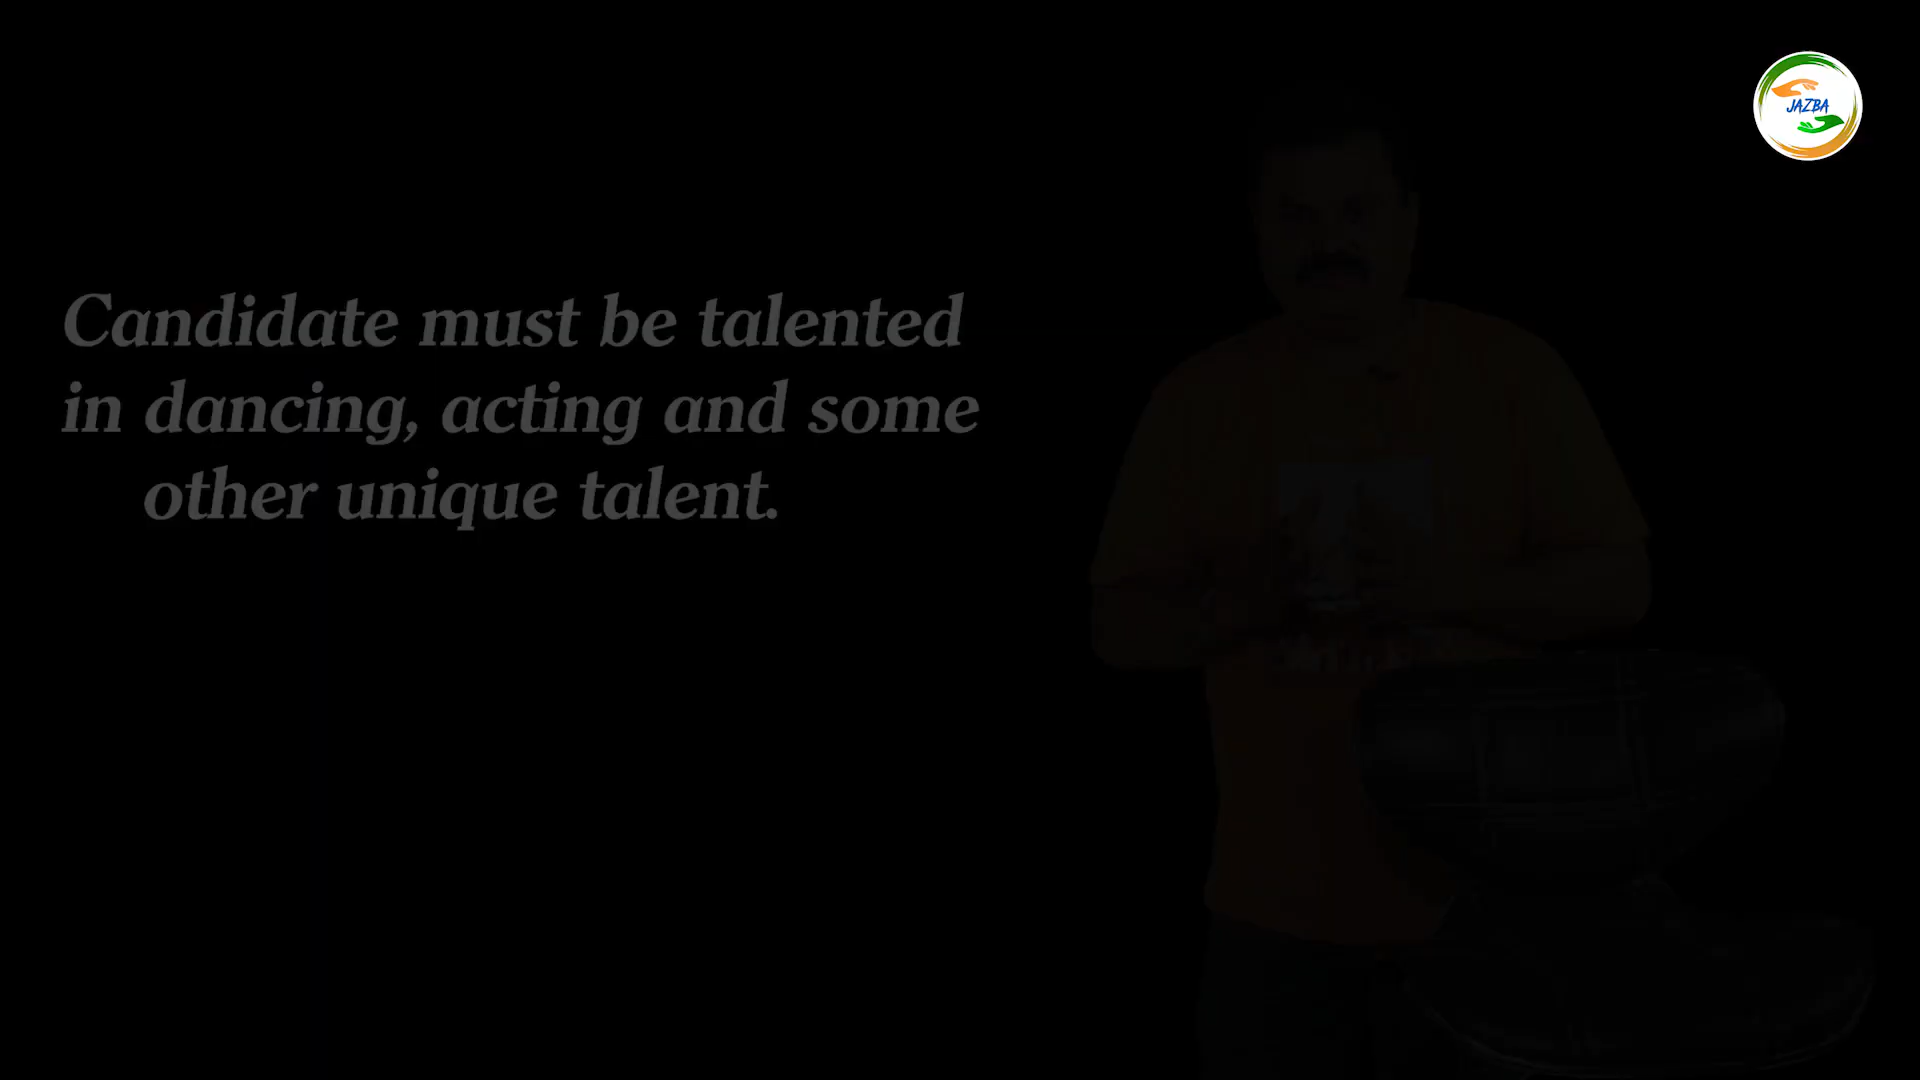 JAZBA
Candidate must be talented
in dancing, acting and some
other unique talent.